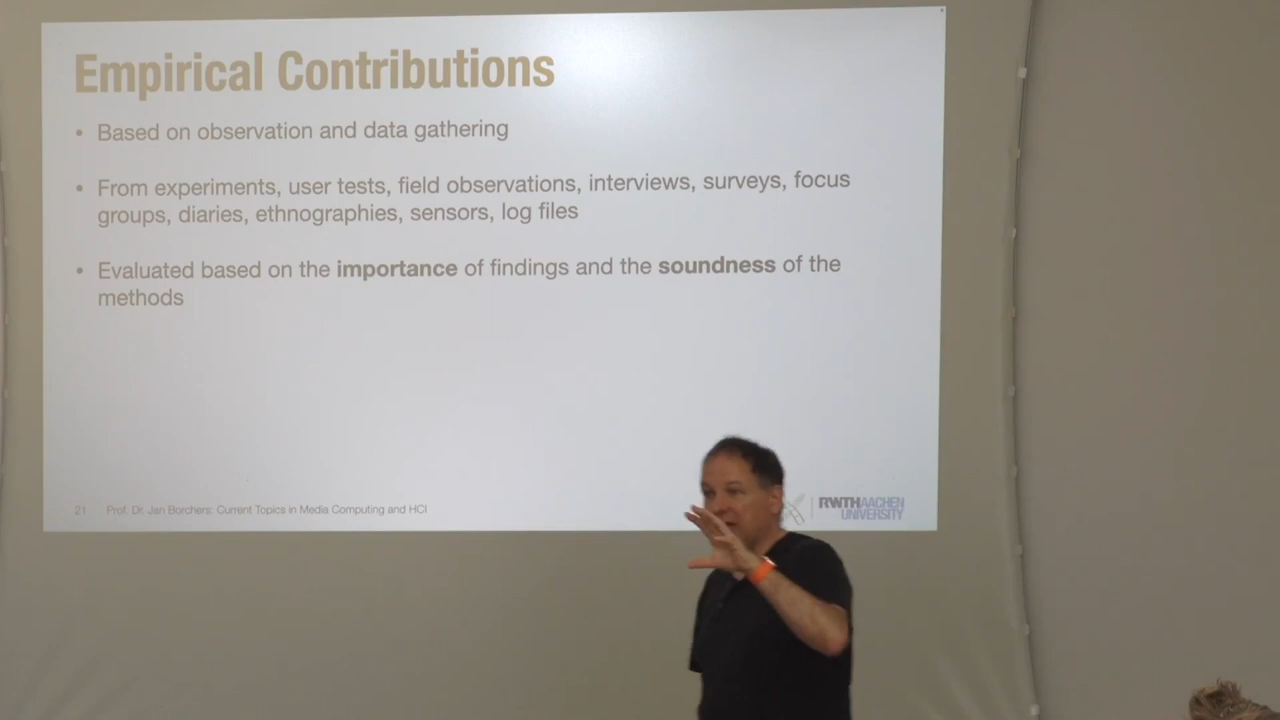 Empirical Contributions
• Based on observation and data gathering
• From experiments, user tests, field observations, interviews, surveys, focus
groups, diaries, ethnographies, sensors, log files
• Evaluated based on the importance of findings and the soundness of the
methods
21 Prof. Dr. Jan Borchers: Current Topics in Media Computing and HCI
RWTHAACHEN
UNIVERSITY